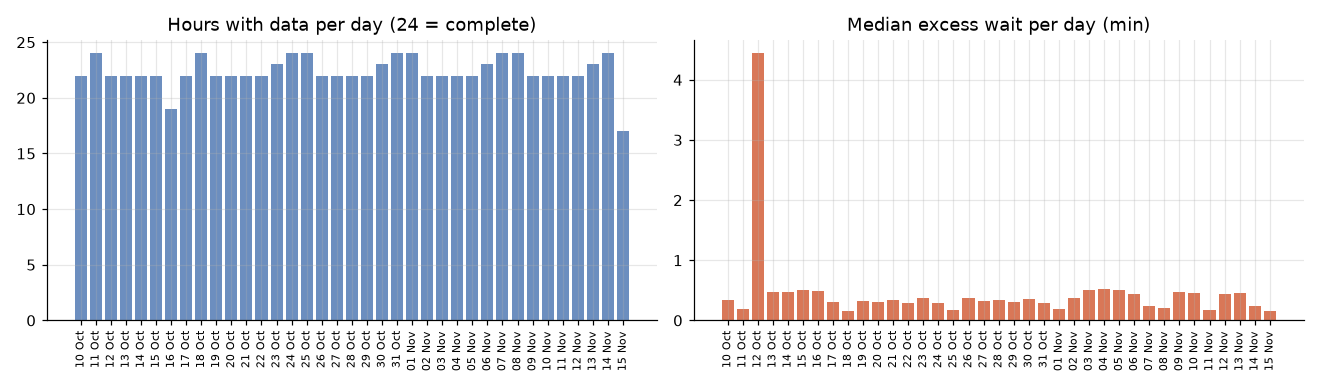 Hours with data per day (24 = complete)
25
20
15
10
5
0
10 Oct
11 Oct
12 Oct
13 Oct
14 Oct
15 Oct
16 Oct
17 Oct
18 Oct
19 Oct
20 Oct
21 Oct
22 Oct
23 Oct
24 Oct
25 Oct
26 Oct
27 Oct
28 Oct
29 Oct
30 Oct
31 Oct
01 Nov
02 Nov
03 Nov
04 Nov
05 Nov
06 Nov
07 Nov
08 Nov
09 Nov
10 Nov
11 Nov
12 Nov
13 Nov
14 Nov
15 Nov
Median excess wait per day (min)
4
3
2
1
0
10 Oct
11 Oct
12 Oct
13 Oct
14 Oct
15 Oct
16 Oct
17 Oct
18 Oct
19 Oct
20 Oct
21 Oct
22 Oct
23 Oct
24 Oct
25 Oct
26 Oct
27 Oct
28 Oct
29 Oct
30 Oct
31 Oct
01 Nov
02 Nov
03 Nov
04 Nov
05 Nov
06 Nov
07 Nov
08 Nov
09 Nov
10 Nov
11 Nov
12 Nov
13 Nov
14 Nov
15 Nov